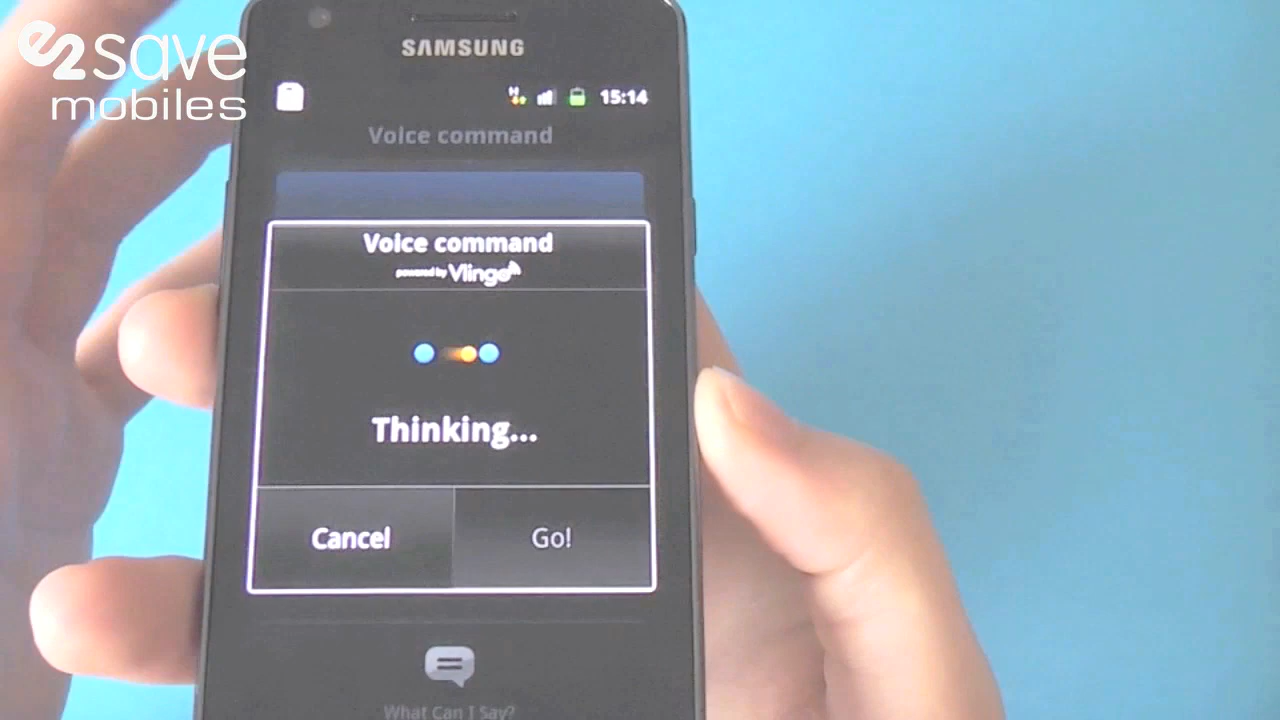 e2save
mobiles
SAMSUNG
H
15:14
Voice command
Voice command
powered by Vlingo
Thinking...
Cancel
Go!
What Can I Say?